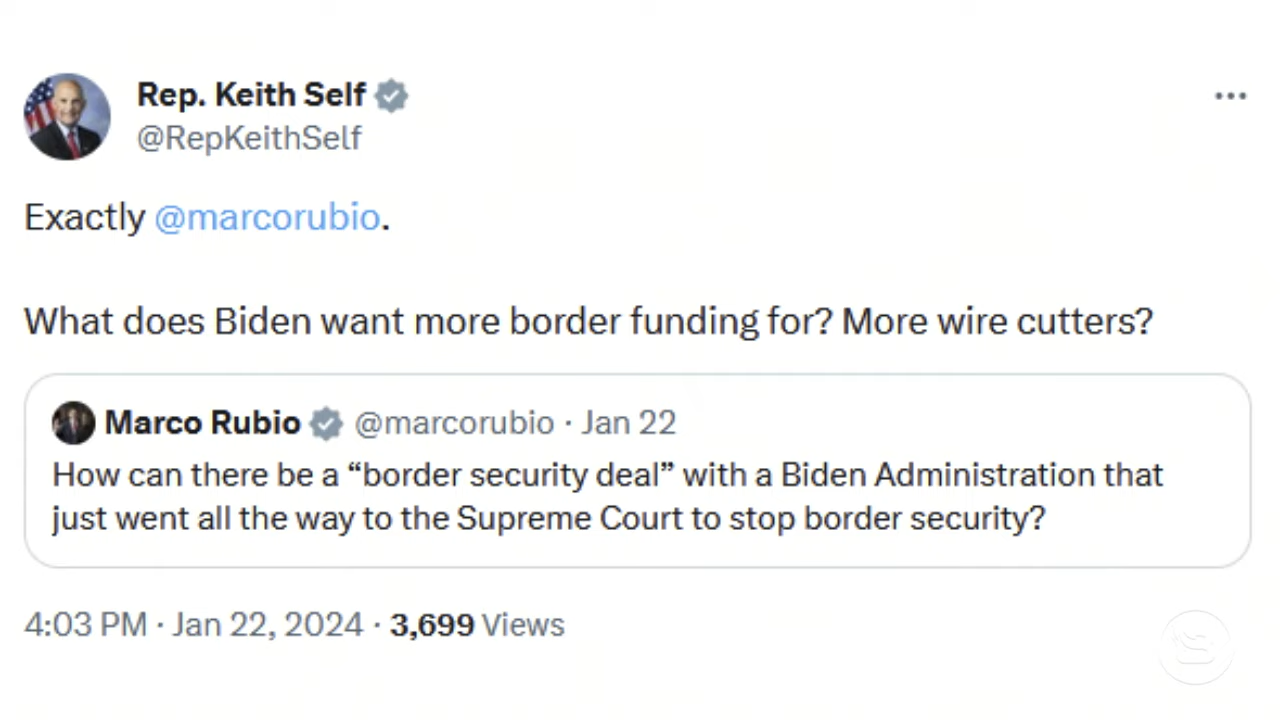 Rep. Keith Self
@RepKeithSelf
Exactly @marcorubio.
What does Biden want more border funding for? More wire cutters?
Marco Rubio @marcorubio · Jan 22
How can there be a “border security deal” with a Biden Administration that
just went all the way to the Supreme Court to stop border security?
4:03 PM · Jan 22, 2024 · 3,699 Views